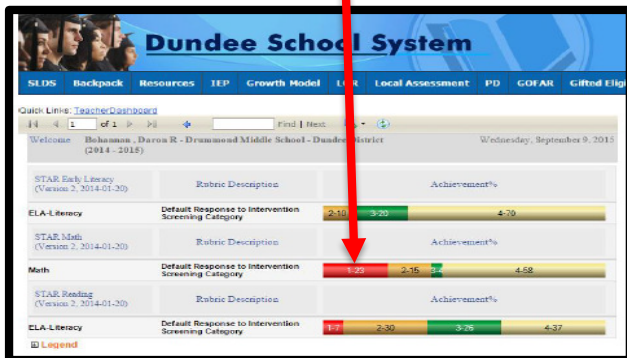 Dundee School System
SLDS Backpack Resources IEP Growth Model LOR Local Assessment PD GOFAR Gifted Eligi
Quick Links: TeacherDashboard
1 of 1 Find | Next
Welcome Bohannan , Daron R - Drummond Middle School - Dundee District Wednesday, September 9, 2015
(2014 - 2015)
STAR Early Literacy
(Version 2, 2014-01-20) Rubric Description Achievement%
ELA-Literacy Default Response to Intervention
Screening Category 2-10 3-20 4-70
STAR Math
(Version 2, 2014-01-20) Rubric Description Achievement%
Math Default Response to Intervention
Screening Category 1-23 2-15 3-4 4-58
STAR Reading
(Version 2, 2014-01-20) Rubric Description Achievement%
ELA-Literacy Default Response to Intervention
Screening Category 1-7 2-30 3-26 4-37
Legend